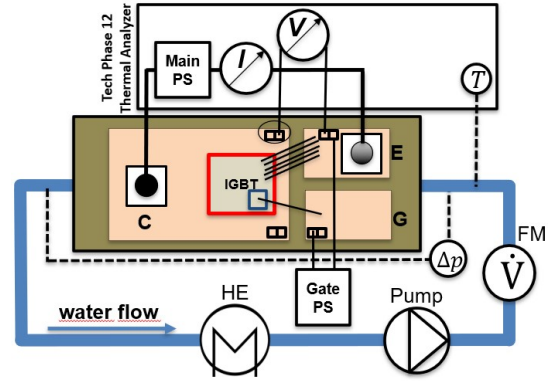 Tech Phase 12
Thermal Analyzer
Main
PS
I
V
T
IGBT
C
E
G
Gate
PS
Δp
FM
V̇
HE
Pump
water flow